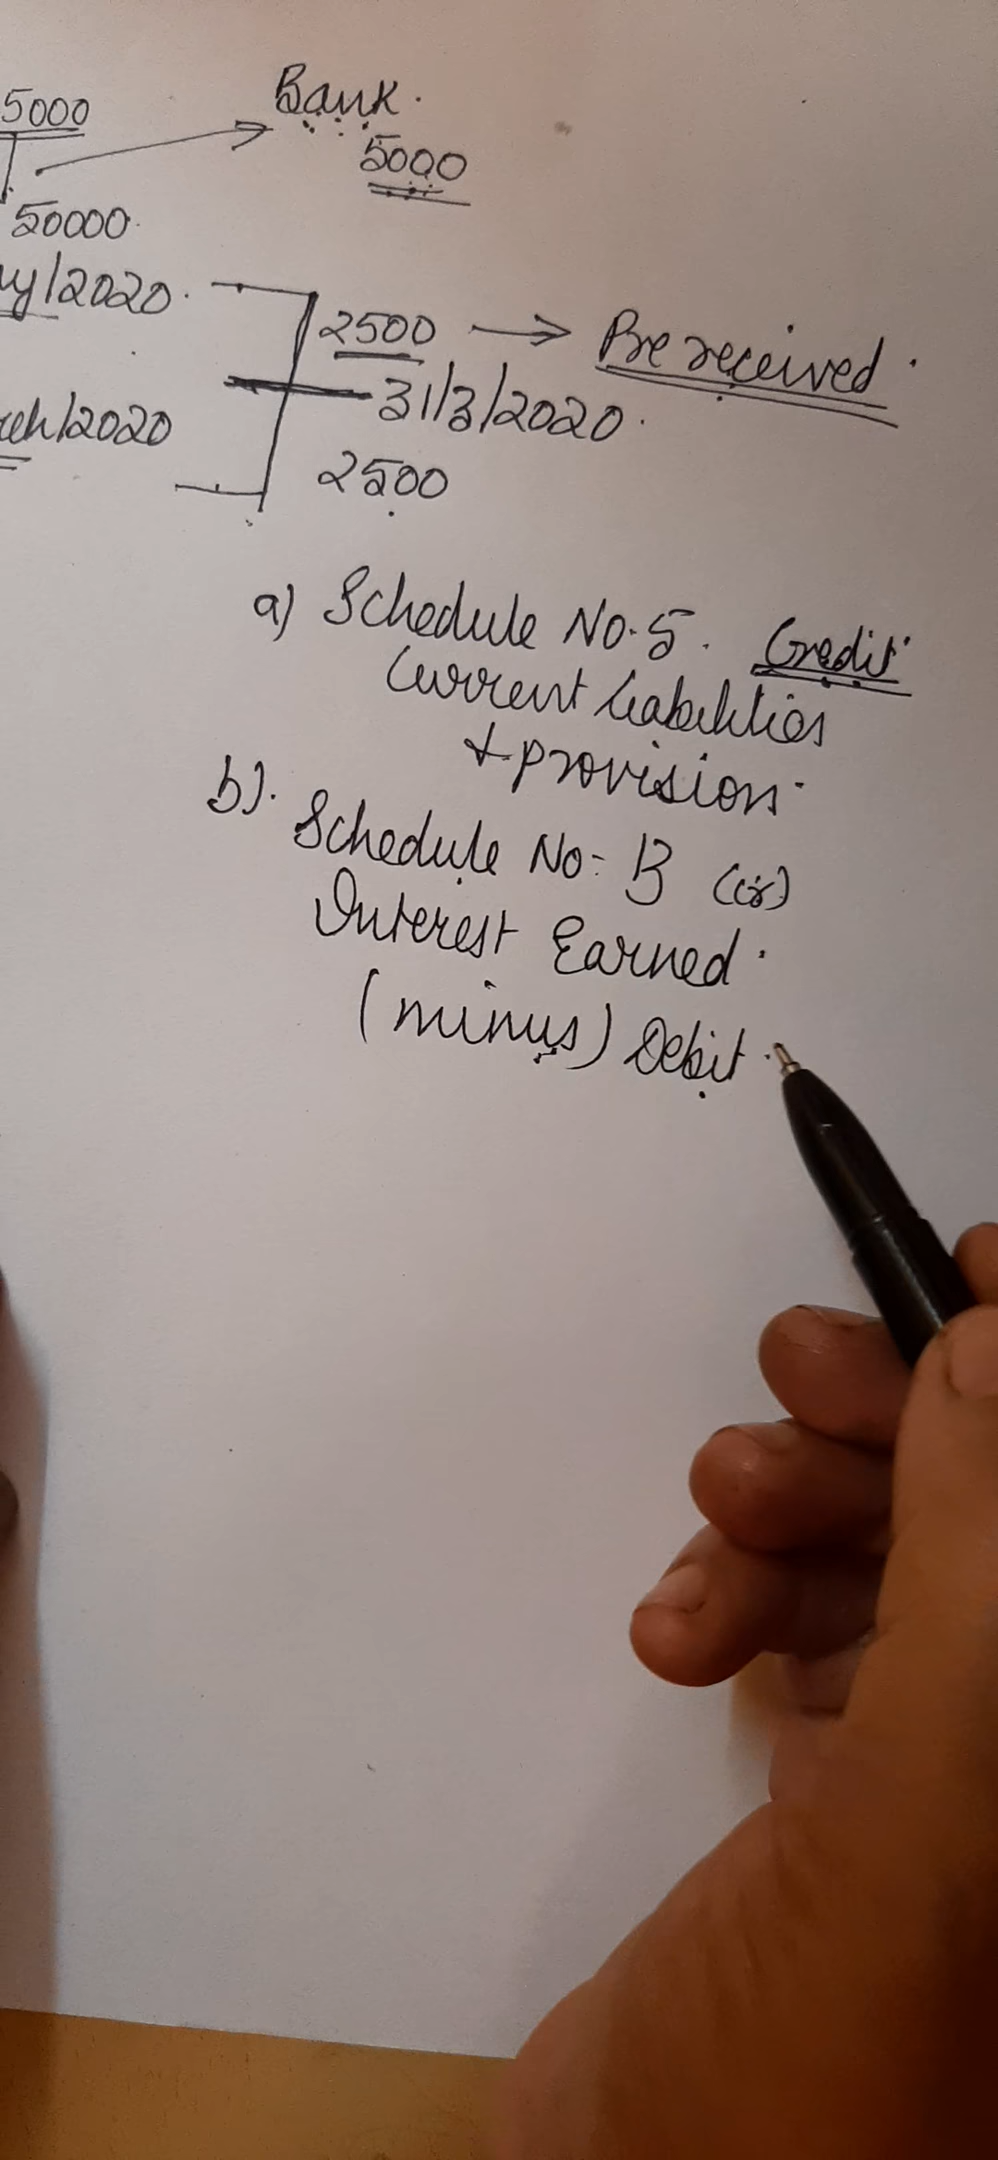 5000
Bank.
5000
50000.
y/2020.
2500 → Pre received.
31/3/2020.
ch/2020
2500
a) Schedule No. 5. Credit
Current liabilities
+ provision.
b). Schedule No: 13
Interest Earned.
(minus) Debit.